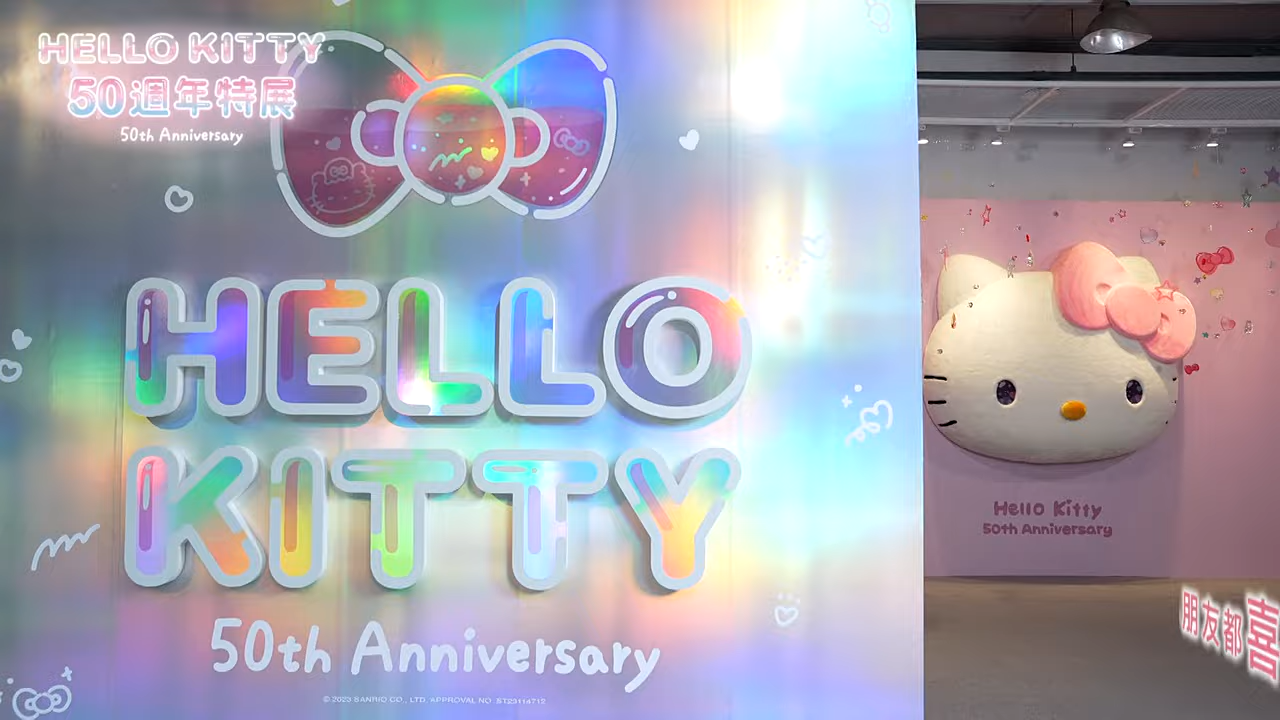 HELLO KITTY
50週年特展
50th Anniversary
HELLO
KITTY
50th Anniversary
© 2023 SANRIO CO., LTD. APPROVAL NO. ST23114712
Hello Kitty
50th Anniversary
朋友都喜